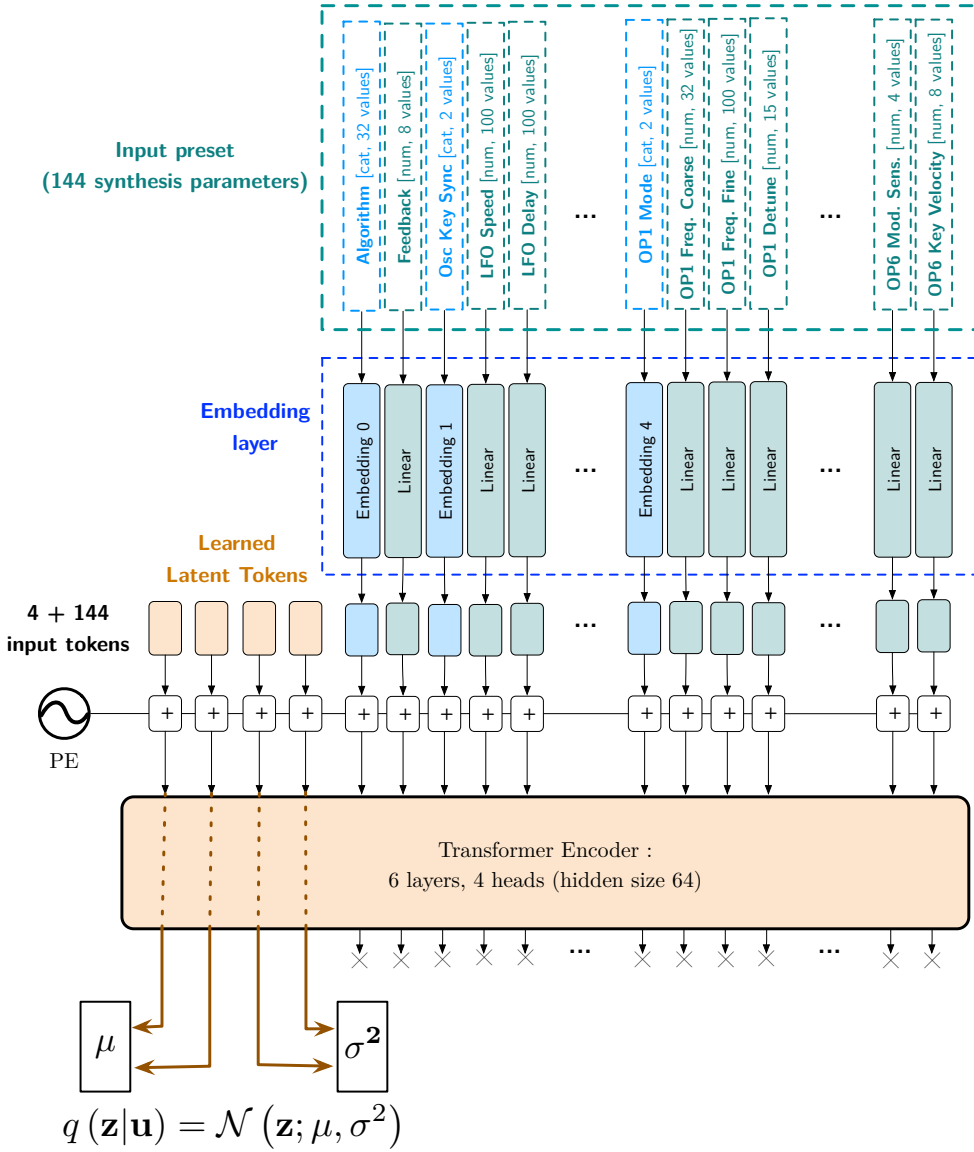 Input preset
(144 synthesis parameters)
Algorithm [cat, 32 values]
Feedback [num, 8 values]
Osc Key Sync [cat, 2 values]
LFO Speed [num, 100 values]
LFO Delay [num, 100 values]
...
OP1 Mode [cat, 2 values]
OP1 Freq. Coarse [num, 32 values]
OP1 Freq. Fine [num, 100 values]
OP1 Detune [num, 15 values]
...
OP6 Mod. Sens. [num, 4 values]
OP6 Key Velocity [num, 8 values]
Embedding
layer
Embedding 0
Linear
Embedding 1
Linear
Linear
...
Embedding 4
Linear
Linear
Linear
...
Linear
Linear
Learned
Latent Tokens
4 + 144
input tokens
...
...
PE
+ + + + + + + + + + + + + + +
Transformer Encoder :
6 layers, 4 heads (hidden size 64)
...
...
μ
σ²
q (z|u) = N (z; μ, σ²)